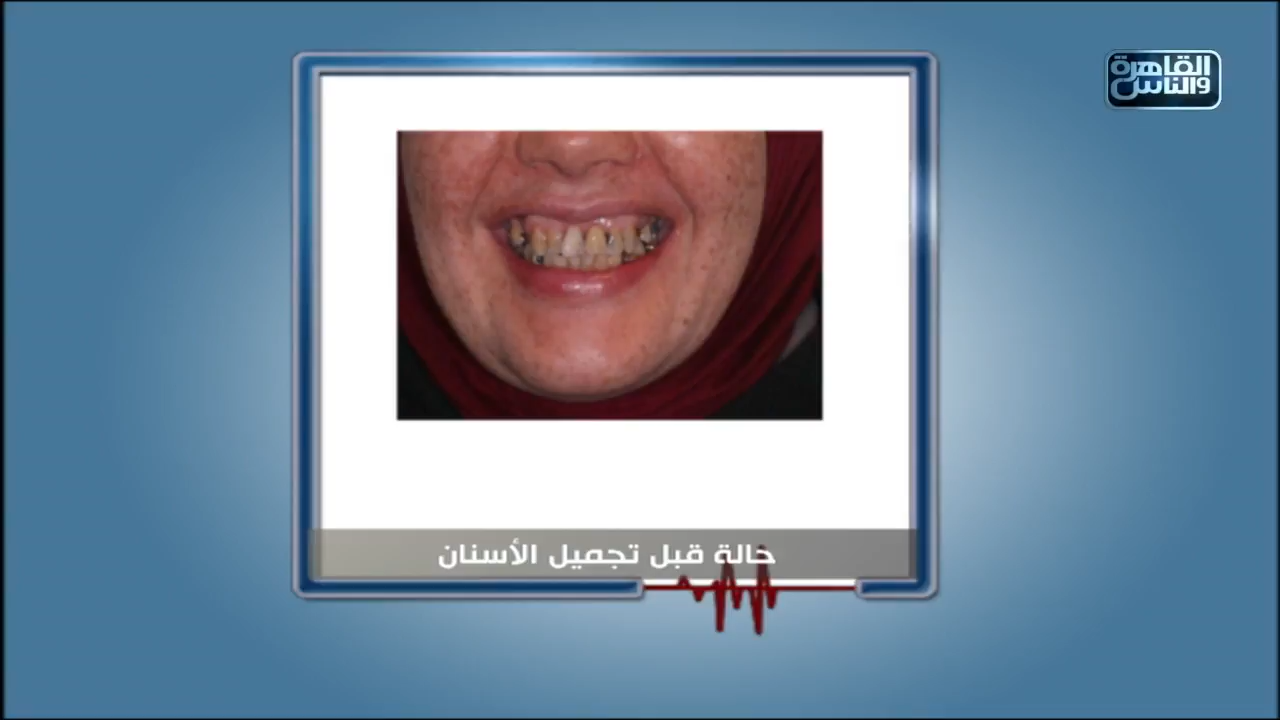 القاهرة
والناس
حالة قبل تجميل الأسنان